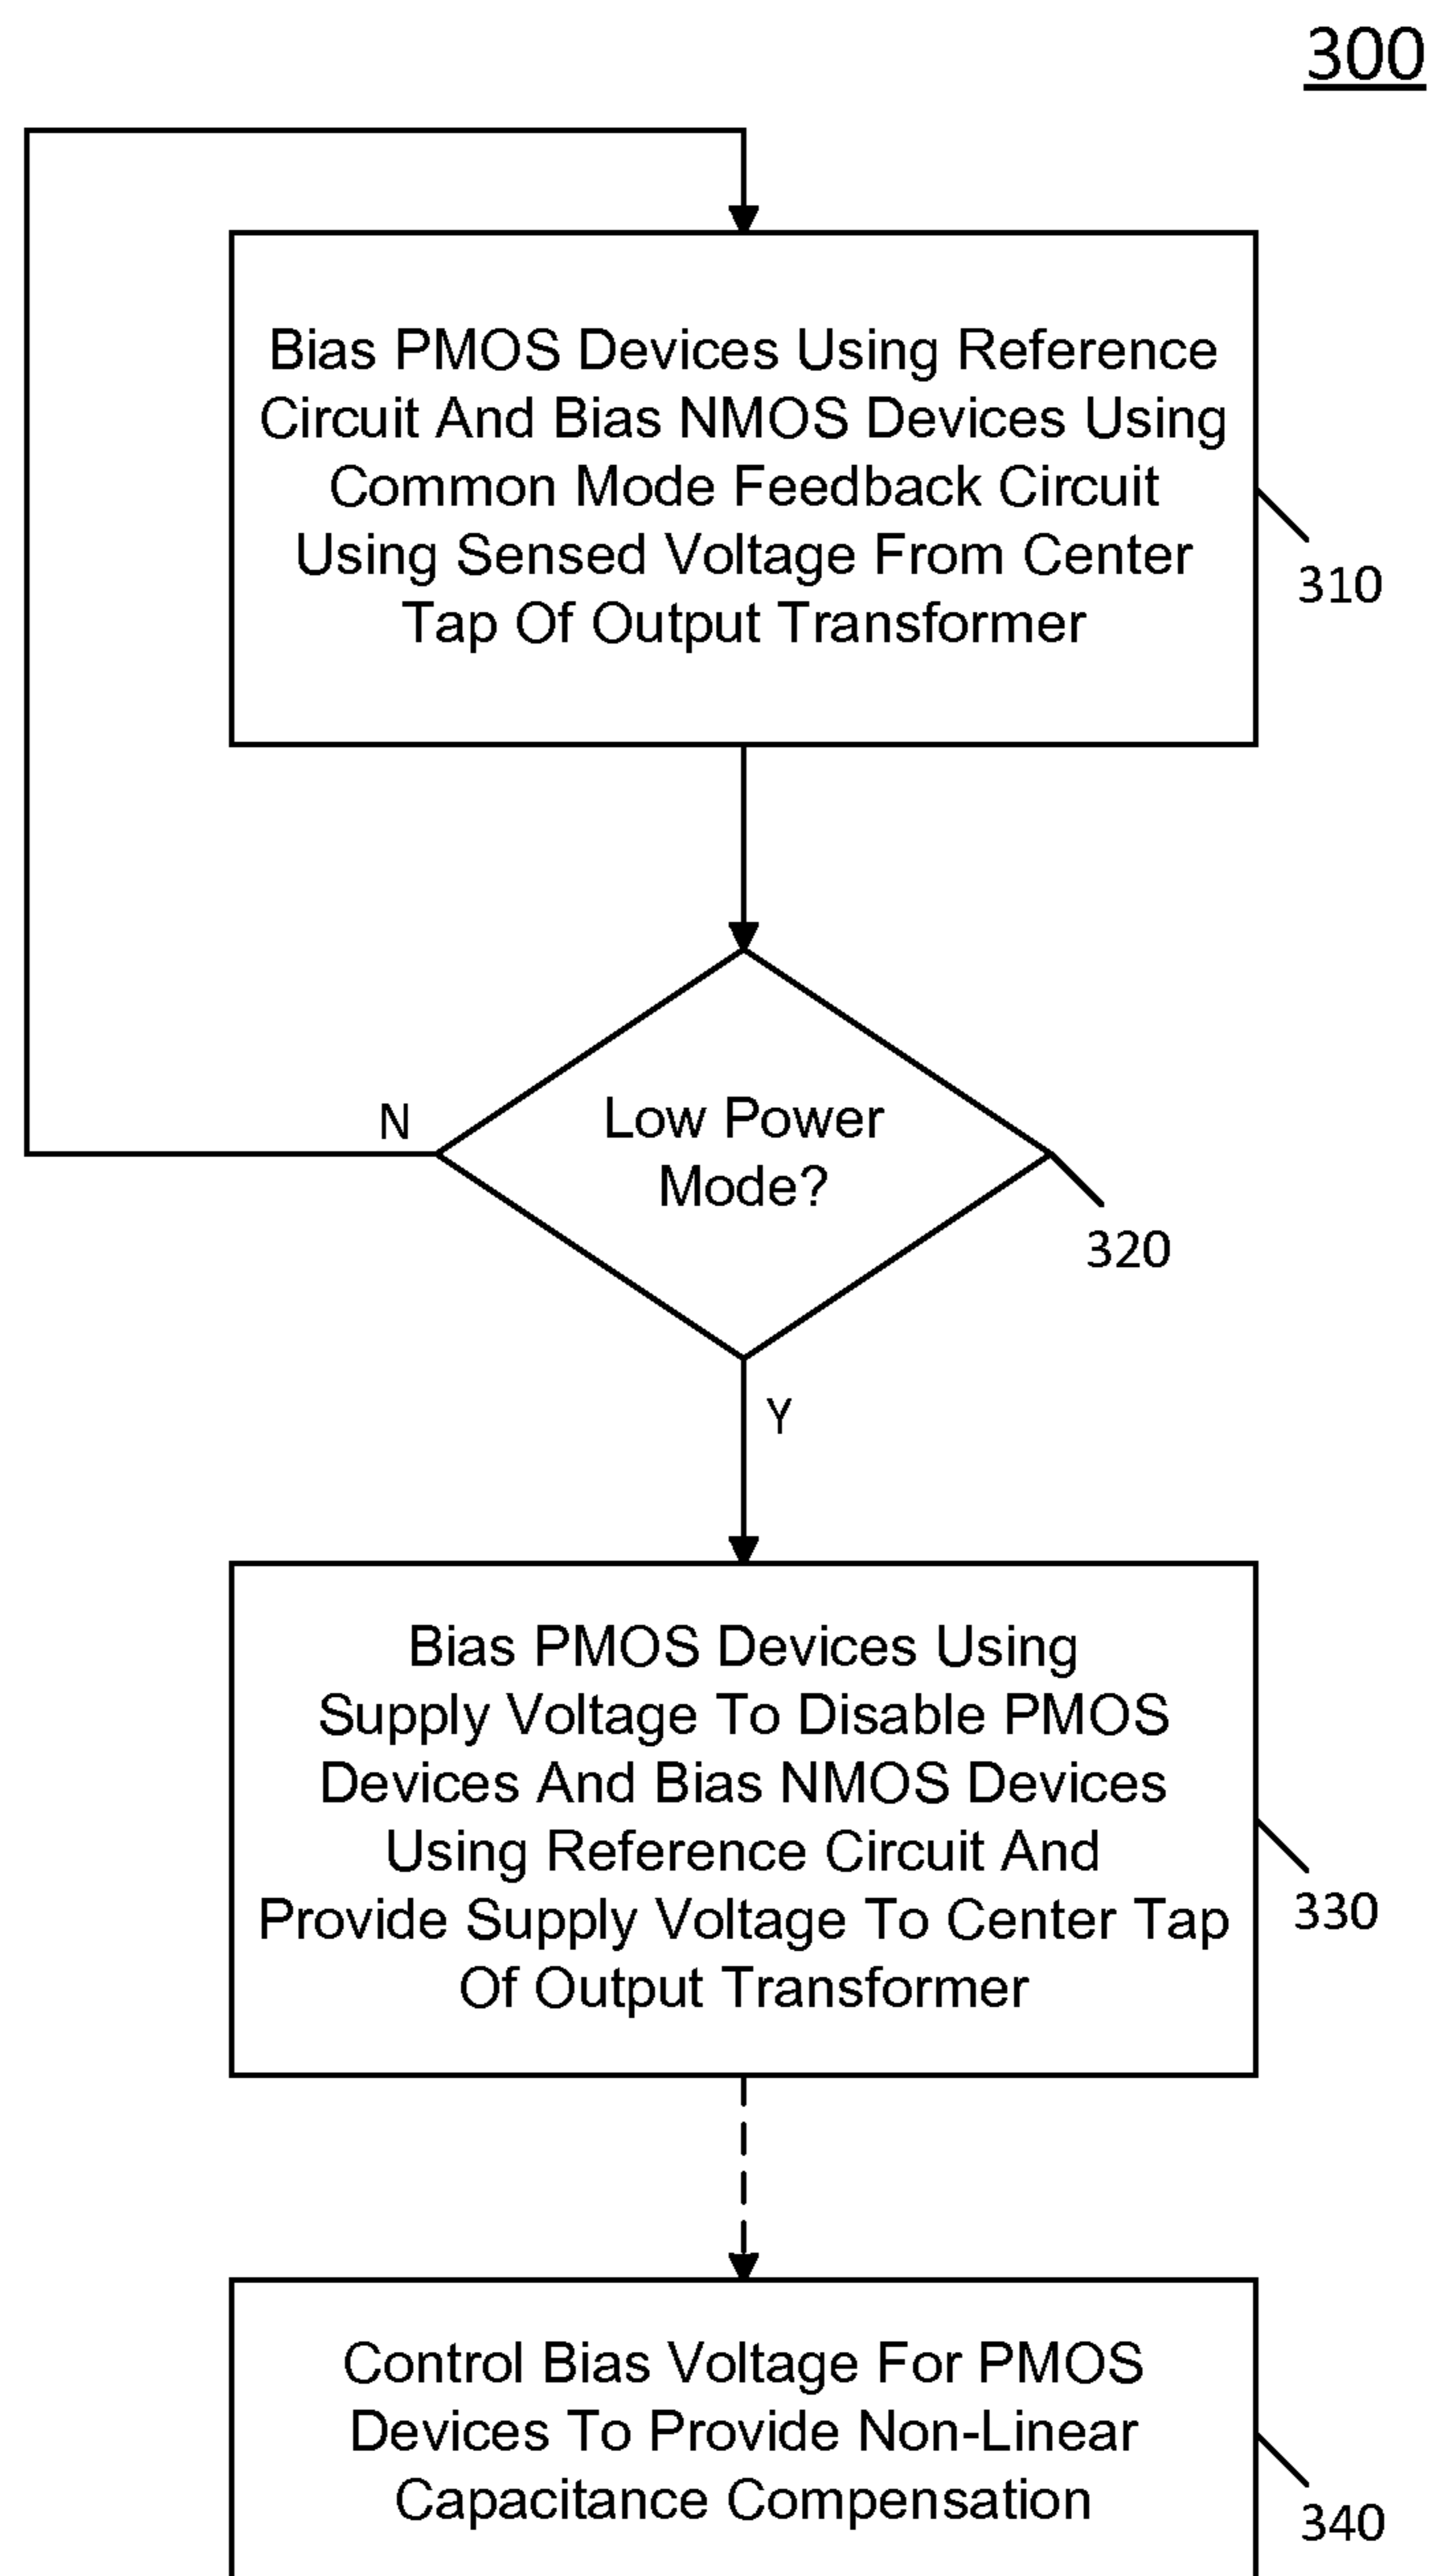 300
Bias PMOS Devices Using Reference
Circuit And Bias NMOS Devices Using
Common Mode Feedback Circuit
Using Sensed Voltage From Center
Tap Of Output Transformer
310
N
Low Power
Mode?
320
Y
Bias PMOS Devices Using
Supply Voltage To Disable PMOS
Devices And Bias NMOS Devices
Using Reference Circuit And
Provide Supply Voltage To Center Tap
Of Output Transformer
330
Control Bias Voltage For PMOS
Devices To Provide Non-Linear
Capacitance Compensation
340